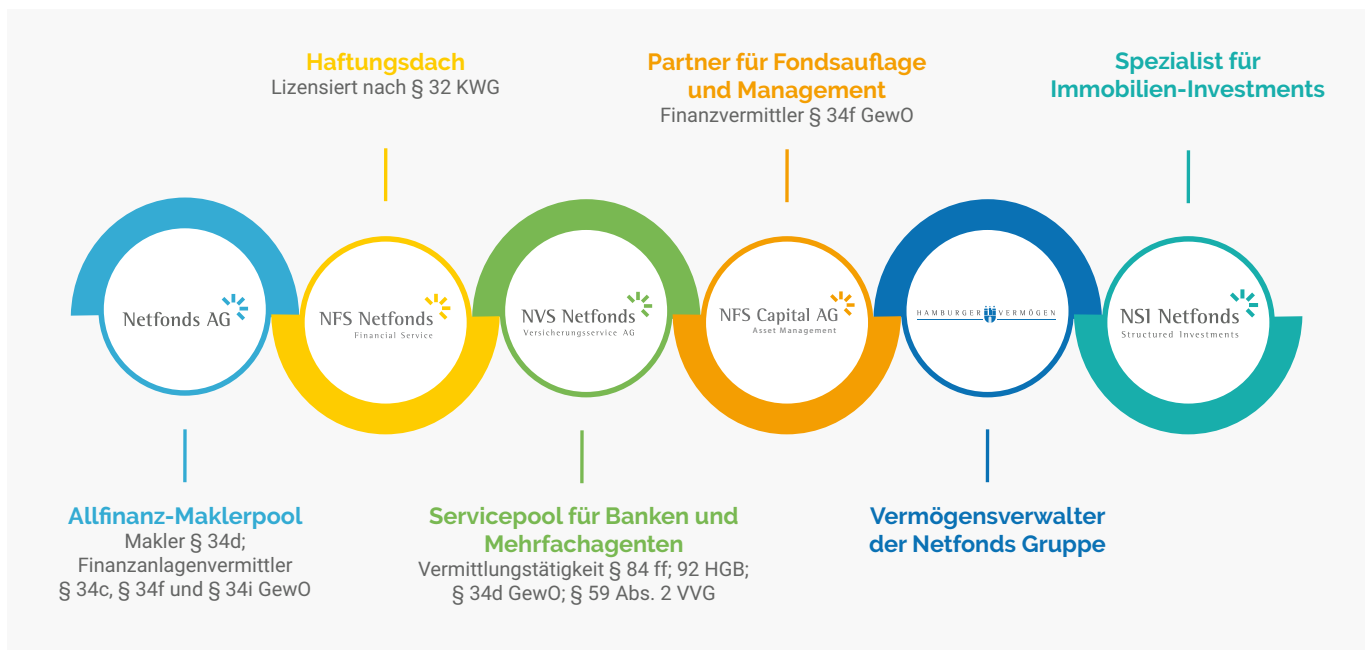 Haftungsdach
Lizensiert nach § 32 KWG
Partner für Fondsauflage
und Management
Finanzvermittler § 34f GewO
Spezialist für
Immobilien-Investments
Netfonds AG
NFS Netfonds
Financial Service
NVS Netfonds
Versicherungsservice AG
NFS Capital AG
Asset Management
HAMBURGER VERMÖGEN
NSI Netfonds
Structured Investments
Allfinanz-Maklerpool
Makler § 34d;
Finanzanlagenvermittler
§ 34c, § 34f und § 34i GewO
Servicepool für Banken und
Mehrfachagenten
Vermittlungstätigkeit § 84 ff; 92 HGB;
§ 34d GewO; § 59 Abs. 2 VVG
Vermögensverwalter
der Netfonds Gruppe